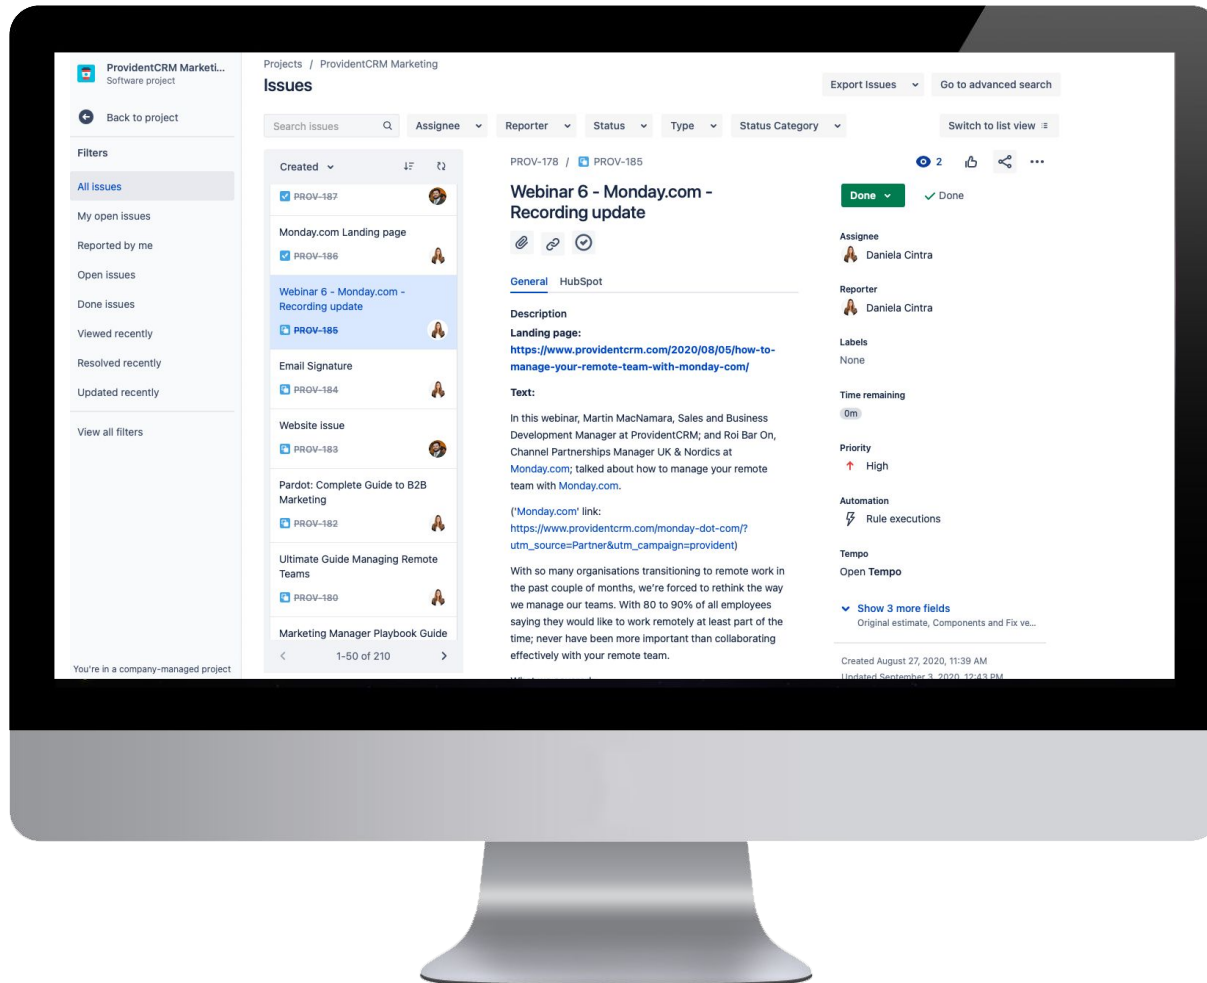 ProvidentCRM Marketi...
Software project
Back to project
Filters
All issues
My open issues
Reported by me
Open issues
Done issues
Viewed recently
Resolved recently
Updated recently
View all filters
You're in a company-managed project
Projects / ProvidentCRM Marketing
Issues
Export Issues
Go to advanced search
Search issues
Assignee
Reporter
Status
Type
Status Category
Switch to list view
Created
PROV-187
Monday.com Landing page
PROV-186
Webinar 6 - Monday.com -
Recording update
PROV-185
Email Signature
PROV-184
Website issue
PROV-183
Pardot: Complete Guide to B2B
Marketing
PROV-182
Ultimate Guide Managing Remote
Teams
PROV-180
Marketing Manager Playbook Guide
1-50 of 210
PROV-178 / PROV-185
2
Webinar 6 - Monday.com -
Recording update
General HubSpot
Description
Landing page:
https://www.providentcrm.com/2020/08/05/how-to-
manage-your-remote-team-with-monday-com/
Text:
In this webinar, Martin MacNamara, Sales and Business
Development Manager at ProvidentCRM; and Roi Bar On,
Channel Partnerships Manager UK & Nordics at
Monday.com; talked about how to manage your remote
team with Monday.com.
('Monday.com' link:
https://www.providentcrm.com/monday-dot-com/?
utm_source=Partner&utm_campaign=provident)
With so many organisations transitioning to remote work in
the past couple of months, we're forced to rethink the way
we manage our teams. With 80 to 90% of all employees
saying they would like to work remotely at least part of the
time; never have been more important than collaborating
effectively with your remote team.
Done
Done
Assignee
Daniela Cintra
Reporter
Daniela Cintra
Labels
None
Time remaining
0m
Priority
High
Automation
Rule executions
Tempo
Open Tempo
Show 3 more fields
Original estimate, Components and Fix ve...
Created August 27, 2020, 11:39 AM
Updated September 3, 2020, 12:43 PM